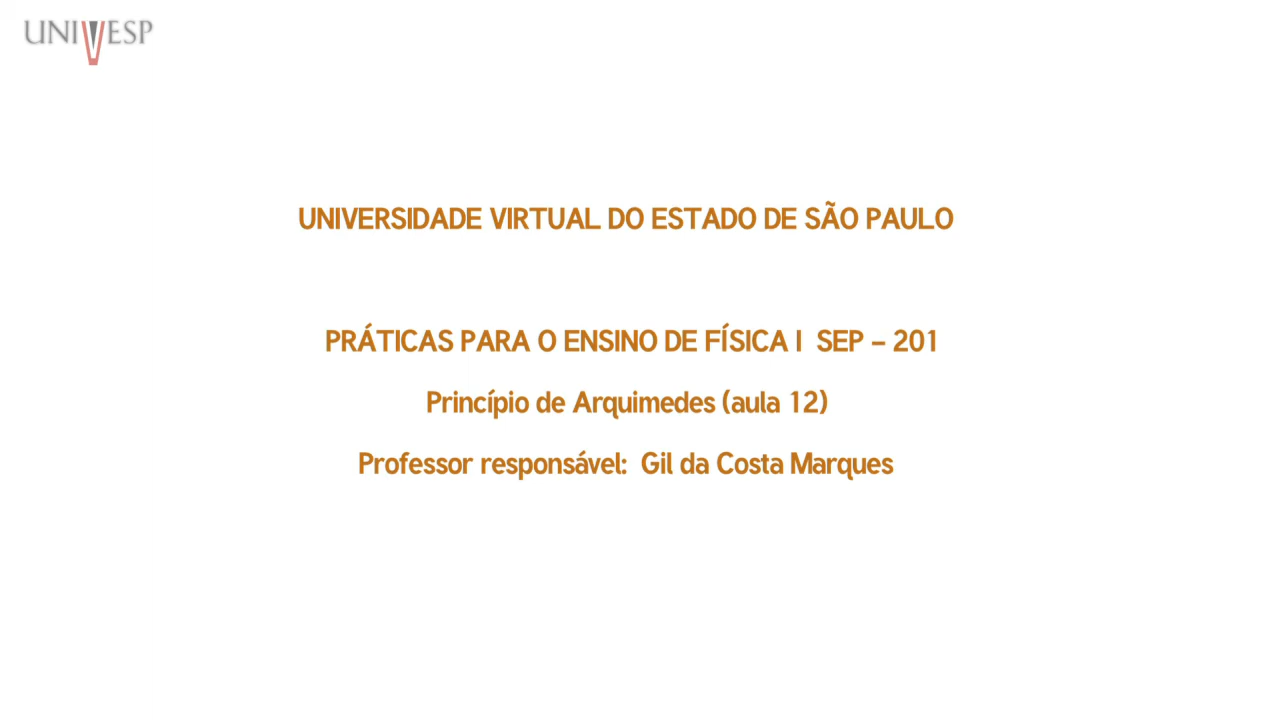 UNIVESP
UNIVERSIDADE VIRTUAL DO ESTADO DE SÃO PAULO
PRÁTICAS PARA O ENSINO DE FÍSICA I SEP – 201
Princípio de Arquimedes (aula 12)
Professor responsável: Gil da Costa Marques